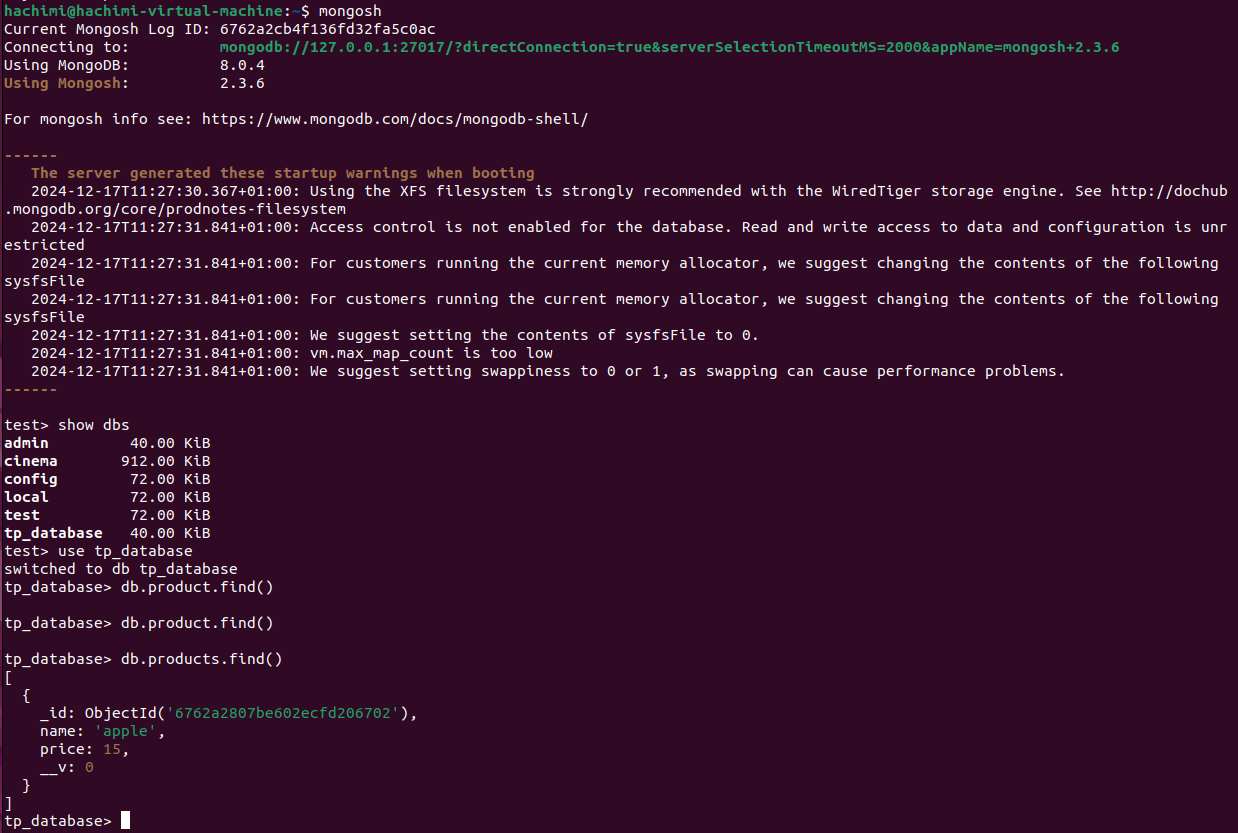 hachimi@hachimi-virtual-machine:~$ mongosh
Current Mongosh Log ID: 6762a2cb4f136fd32fa5c0ac
Connecting to:          mongodb://127.0.0.1:27017/?directConnection=true&serverSelectionTimeoutMS=2000&appName=mongosh+2.3.6
Using MongoDB:          8.0.4
Using Mongosh:          2.3.6
For mongosh info see: https://www.mongodb.com/docs/mongodb-shell/
------
   The server generated these startup warnings when booting
   2024-12-17T11:27:30.367+01:00: Using the XFS filesystem is strongly recommended with the WiredTiger storage engine. See http://dochub
.mongodb.org/core/prodnotes-filesystem
   2024-12-17T11:27:31.841+01:00: Access control is not enabled for the database. Read and write access to data and configuration is unr
estricted
   2024-12-17T11:27:31.841+01:00: For customers running the current memory allocator, we suggest changing the contents of the following
sysfsFile
   2024-12-17T11:27:31.841+01:00: For customers running the current memory allocator, we suggest changing the contents of the following
sysfsFile
   2024-12-17T11:27:31.841+01:00: We suggest setting the contents of sysfsFile to 0.
   2024-12-17T11:27:31.841+01:00: vm.max_map_count is too low
   2024-12-17T11:27:31.841+01:00: We suggest setting swappiness to 0 or 1, as swapping can cause performance problems.
------
test> show dbs
admin         40.00 KiB
cinema       912.00 KiB
config        72.00 KiB
local         72.00 KiB
test          72.00 KiB
tp_database   40.00 KiB
test> use tp_database
switched to db tp_database
tp_database> db.product.find()
tp_database> db.product.find()
tp_database> db.products.find()
[
  {
    _id: ObjectId('6762a2807be602ecfd206702'),
    name: 'apple',
    price: 15,
    __v: 0
  }
]
tp_database>